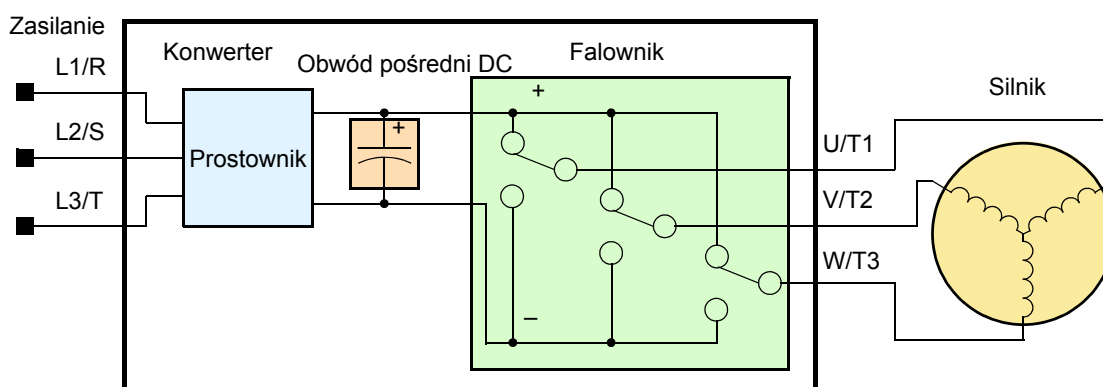 Zasilanie
L1/R
L2/S
L3/T
Konwerter
Prostownik
Obwód pośredni DC
+
Falownik
+
–
U/T1
V/T2
W/T3
Silnik